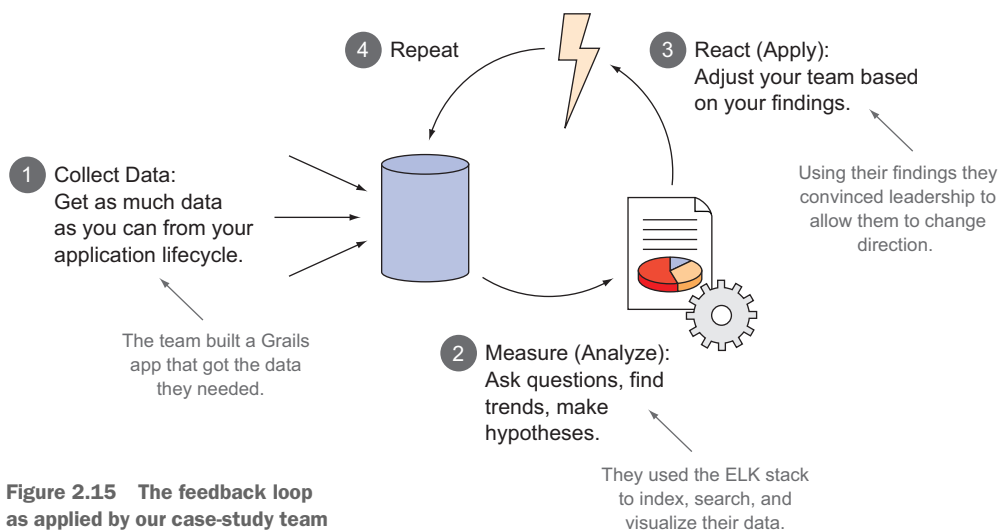 4 Repeat
3 React (Apply):
Adjust your team based
on your findings.
Using their findings they
convinced leadership to
allow them to change
direction.
1 Collect Data:
Get as much data
as you can from your
application lifecycle.
The team built a Grails
app that got the data
they needed.
2 Measure (Analyze):
Ask questions, find
trends, make
hypotheses.
They used the ELK stack
to index, search, and
visualize their data.
Figure 2.15 The feedback loop
as applied by our case-study team